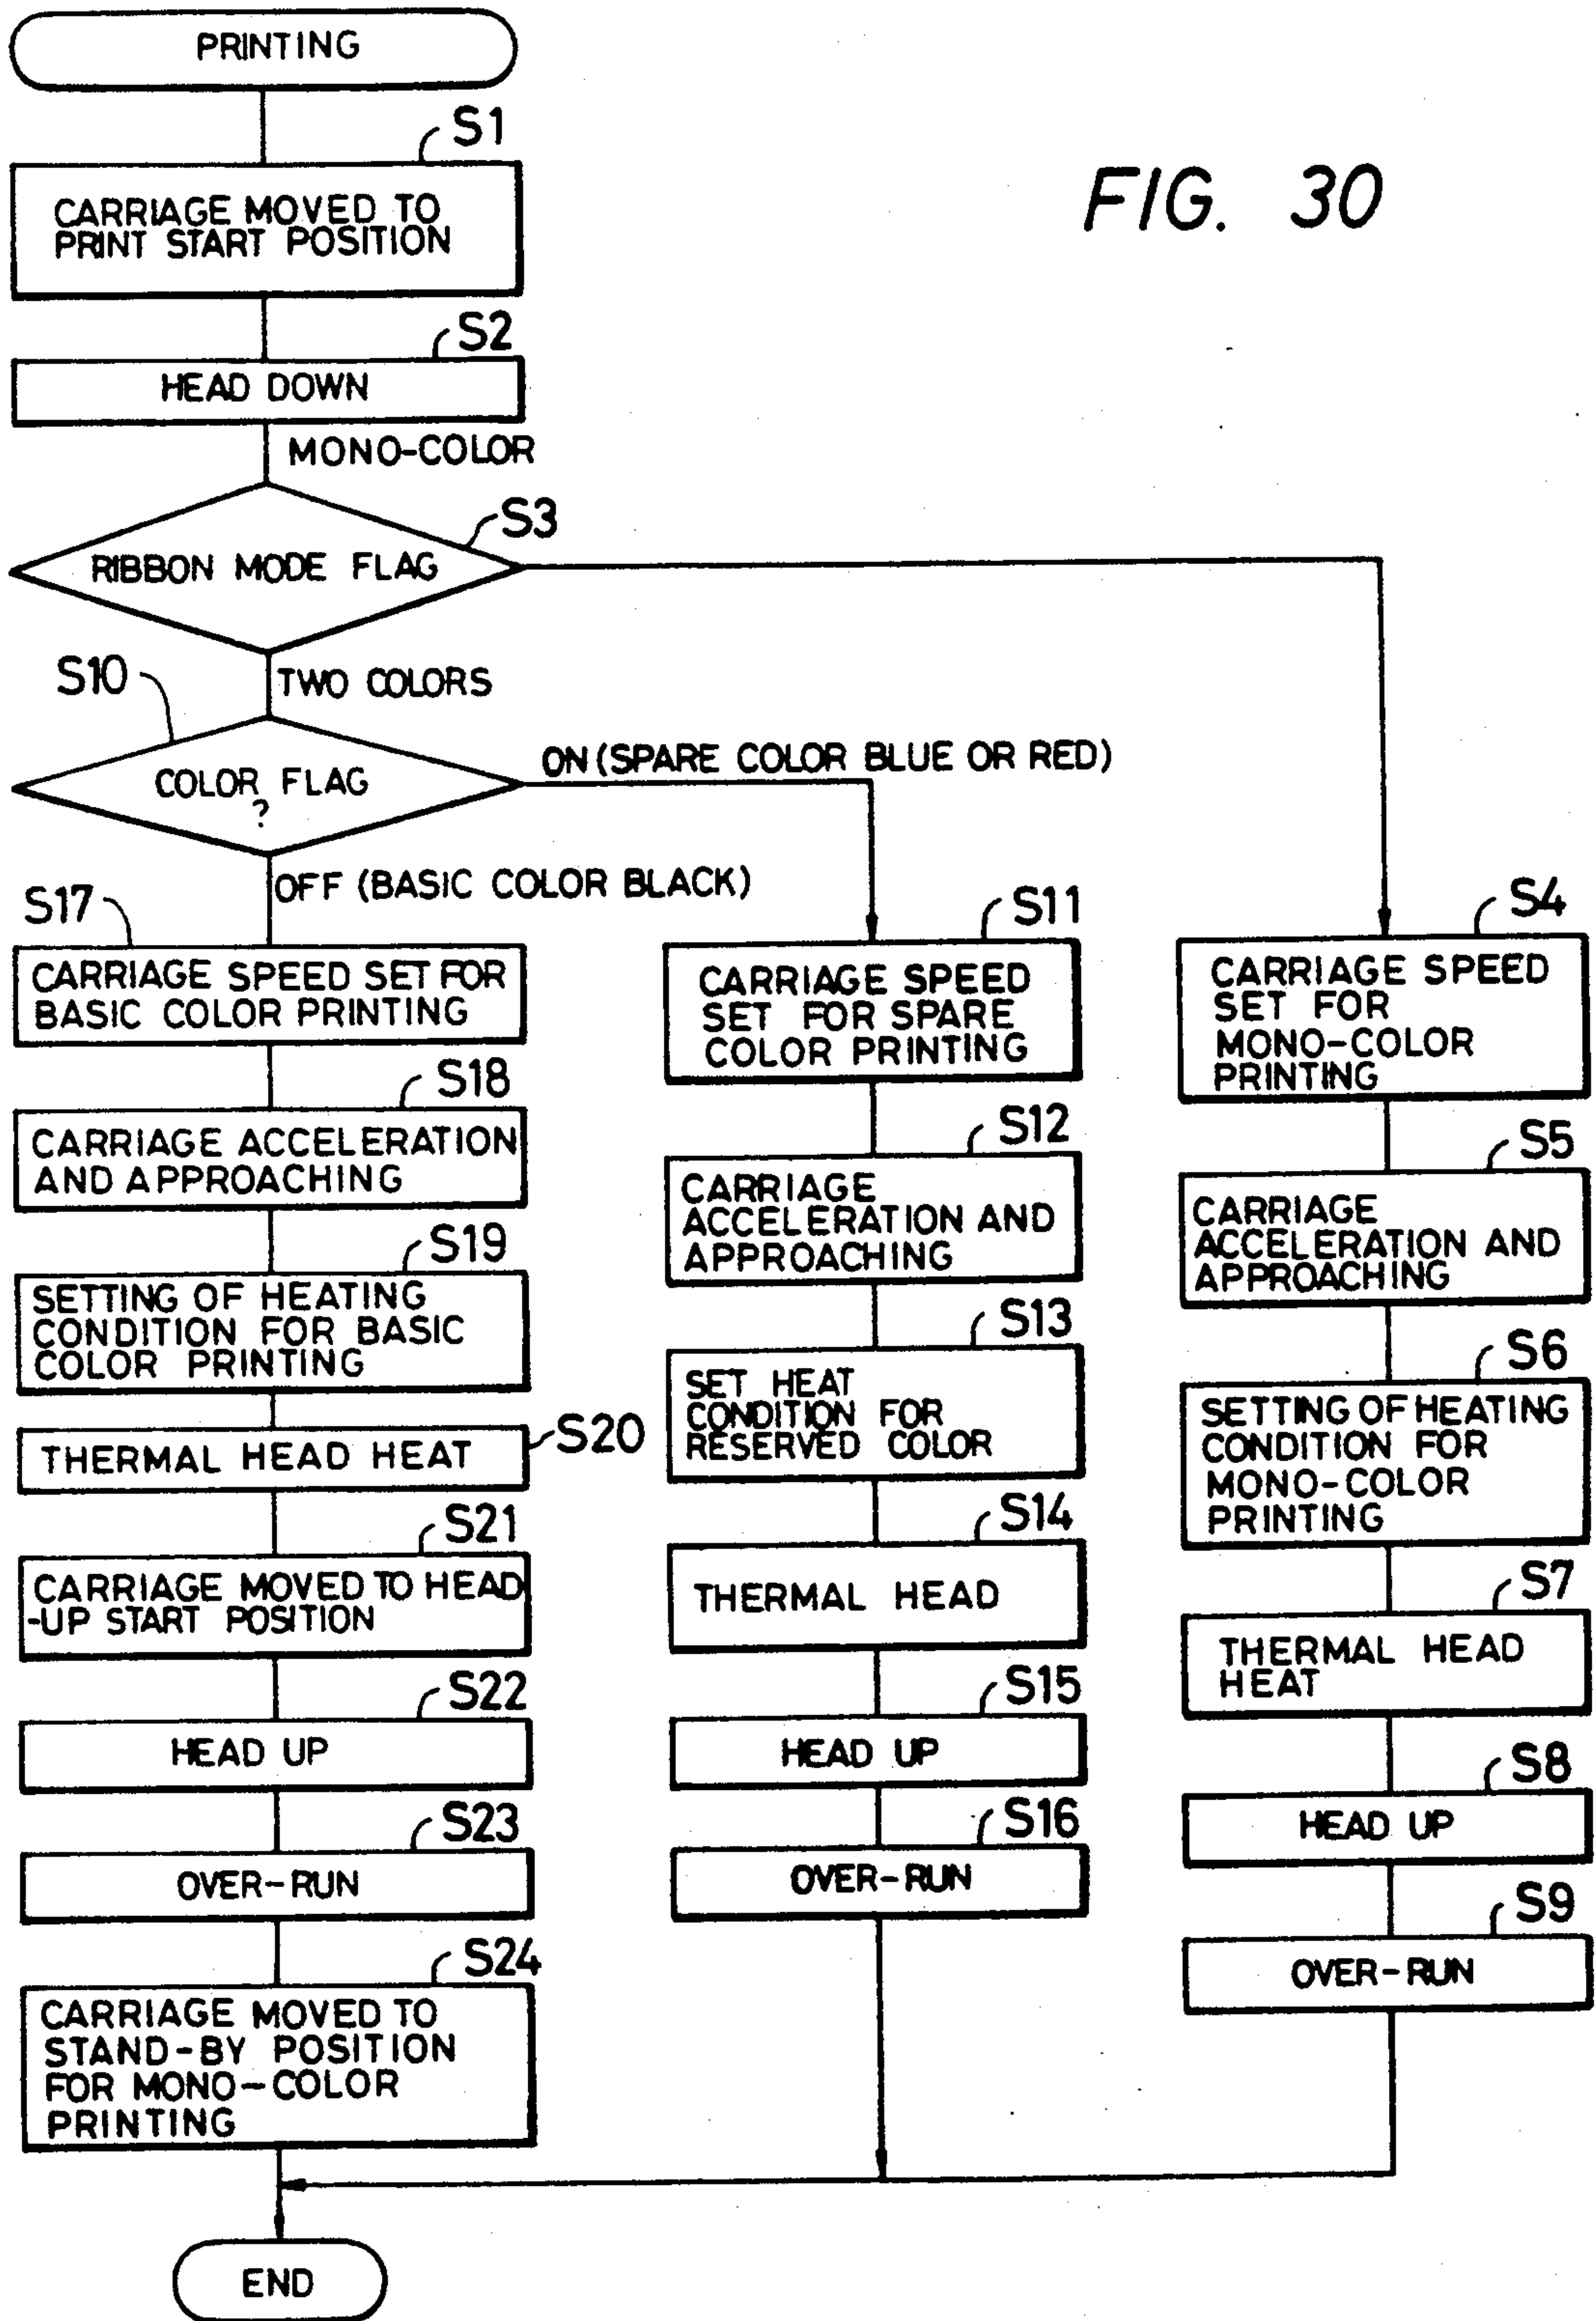 PRINTING
S1
CARRIAGE MOVED TO
PRINT START POSITION
FIG. 30
S2
HEAD DOWN
MONO-COLOR
S3
RIBBON MODE FLAG
S10
TWO COLORS
COLOR FLAG
?
ON (SPARE COLOR BLUE OR RED)
OFF (BASIC COLOR BLACK)
S17
CARRIAGE SPEED SET FOR
BASIC COLOR PRINTING
S18
CARRIAGE ACCELERATION
AND APPROACHING
S19
SETTING OF HEATING
CONDITION FOR BASIC
COLOR PRINTING
THERMAL HEAD HEAT
S20
S21
CARRIAGE MOVED TO HEAD
-UP START POSITION
S22
HEAD UP
S23
OVER-RUN
S24
CARRIAGE MOVED TO
STAND-BY POSITION
FOR MONO-COLOR
PRINTING
S11
CARRIAGE SPEED
SET FOR SPARE
COLOR PRINTING
S12
CARRIAGE
ACCELERATION AND
APPROACHING
S13
SET HEAT
CONDITION FOR
RESERVED COLOR
S14
THERMAL HEAD
S15
HEAD UP
S16
OVER-RUN
S4
CARRIAGE SPEED
SET FOR
MONO-COLOR
PRINTING
S5
CARRIAGE
ACCELERATION AND
APPROACHING
S6
SETTING OF HEATING
CONDITION FOR
MONO-COLOR
PRINTING
S7
THERMAL HEAD
HEAT
S8
HEAD UP
S9
OVER-RUN
END